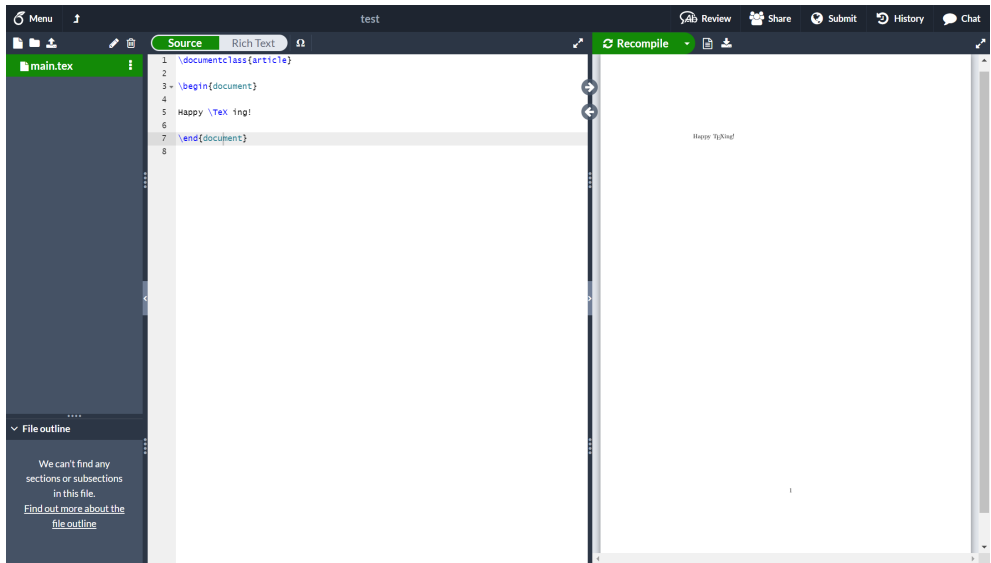 Menu test Review Share Submit History Chat
Source Rich Text Ω Recompile
main.tex
1 \documentclass{article}
2
3 \begin{document}
4
5 Happy \TeX ing!
6
7 \end{document}
8
Happy TeXing!
1
File outline
We can't find any
sections or subsections
in this file.
Find out more about the
file outline